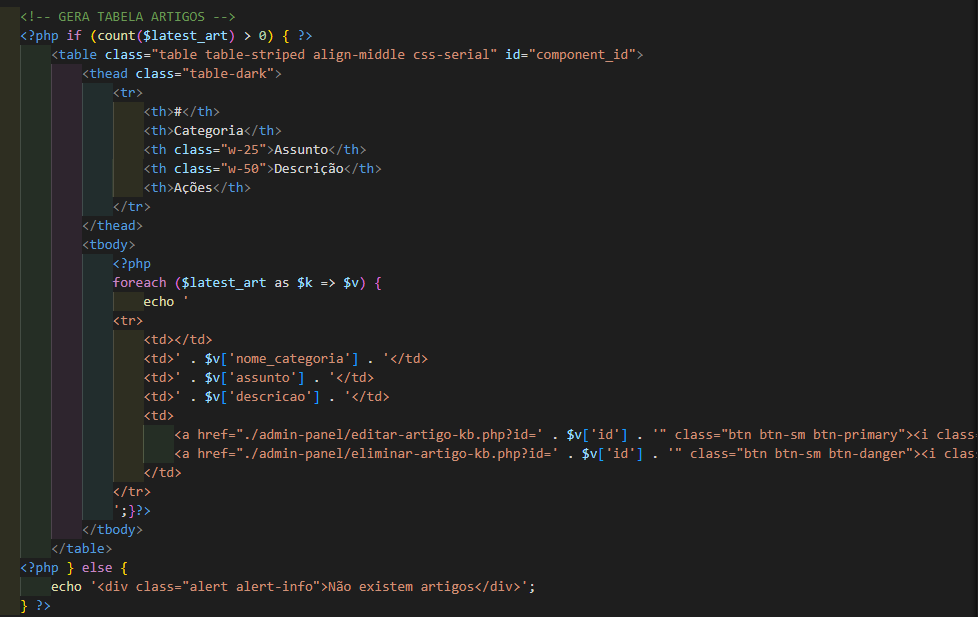 <!-- GERA TABELA ARTIGOS -->
<?php if (count($latest_art) > 0) { ?>
    <table class="table table-striped align-middle css-serial" id="component_id">
        <thead class="table-dark">
            <tr>
                <th>#</th>
                <th>Categoria</th>
                <th class="w-25">Assunto</th>
                <th class="w-50">Descrição</th>
                <th>Ações</th>
            </tr>
        </thead>
        <tbody>
            <?php
            foreach ($latest_art as $k => $v) {
                echo '
            <tr>
                <td></td>
                <td>' . $v['nome_categoria'] . '</td>
                <td>' . $v['assunto'] . '</td>
                <td>' . $v['descricao'] . '</td>
                <td>
                    <a href="./admin-panel/editar-artigo-kb.php?id=' . $v['id'] . '" class="btn btn-sm btn-primary"><i class
                    <a href="./admin-panel/eliminar-artigo-kb.php?id=' . $v['id'] . '" class="btn btn-sm btn-danger"><i clas
                </td>
            </tr>
            ';}?>
        </tbody>
    </table>
<?php } else {
    echo '<div class="alert alert-info">Não existem artigos</div>';
} ?>